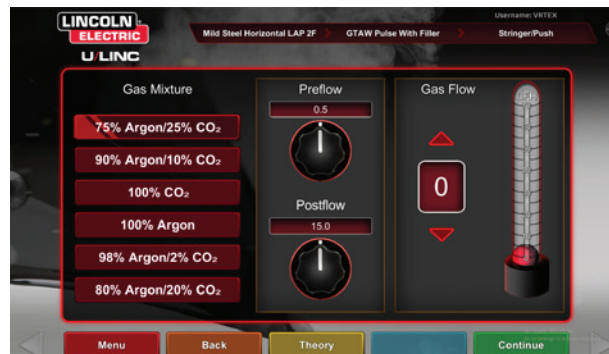 Username: VRTEX
LINCOLN
ELECTRIC
U/LINC
Mild Steel Horizontal LAP 2F
GTAW Pulse With Filler
Stringer/Push
Gas Mixture
75% Argon/25% CO₂
90% Argon/10% CO₂
100% CO₂
100% Argon
98% Argon/2% CO₂
80% Argon/20% CO₂
Preflow
0.5
Postflow
15.0
Gas Flow
0
Menu
Back
Theory
Continue